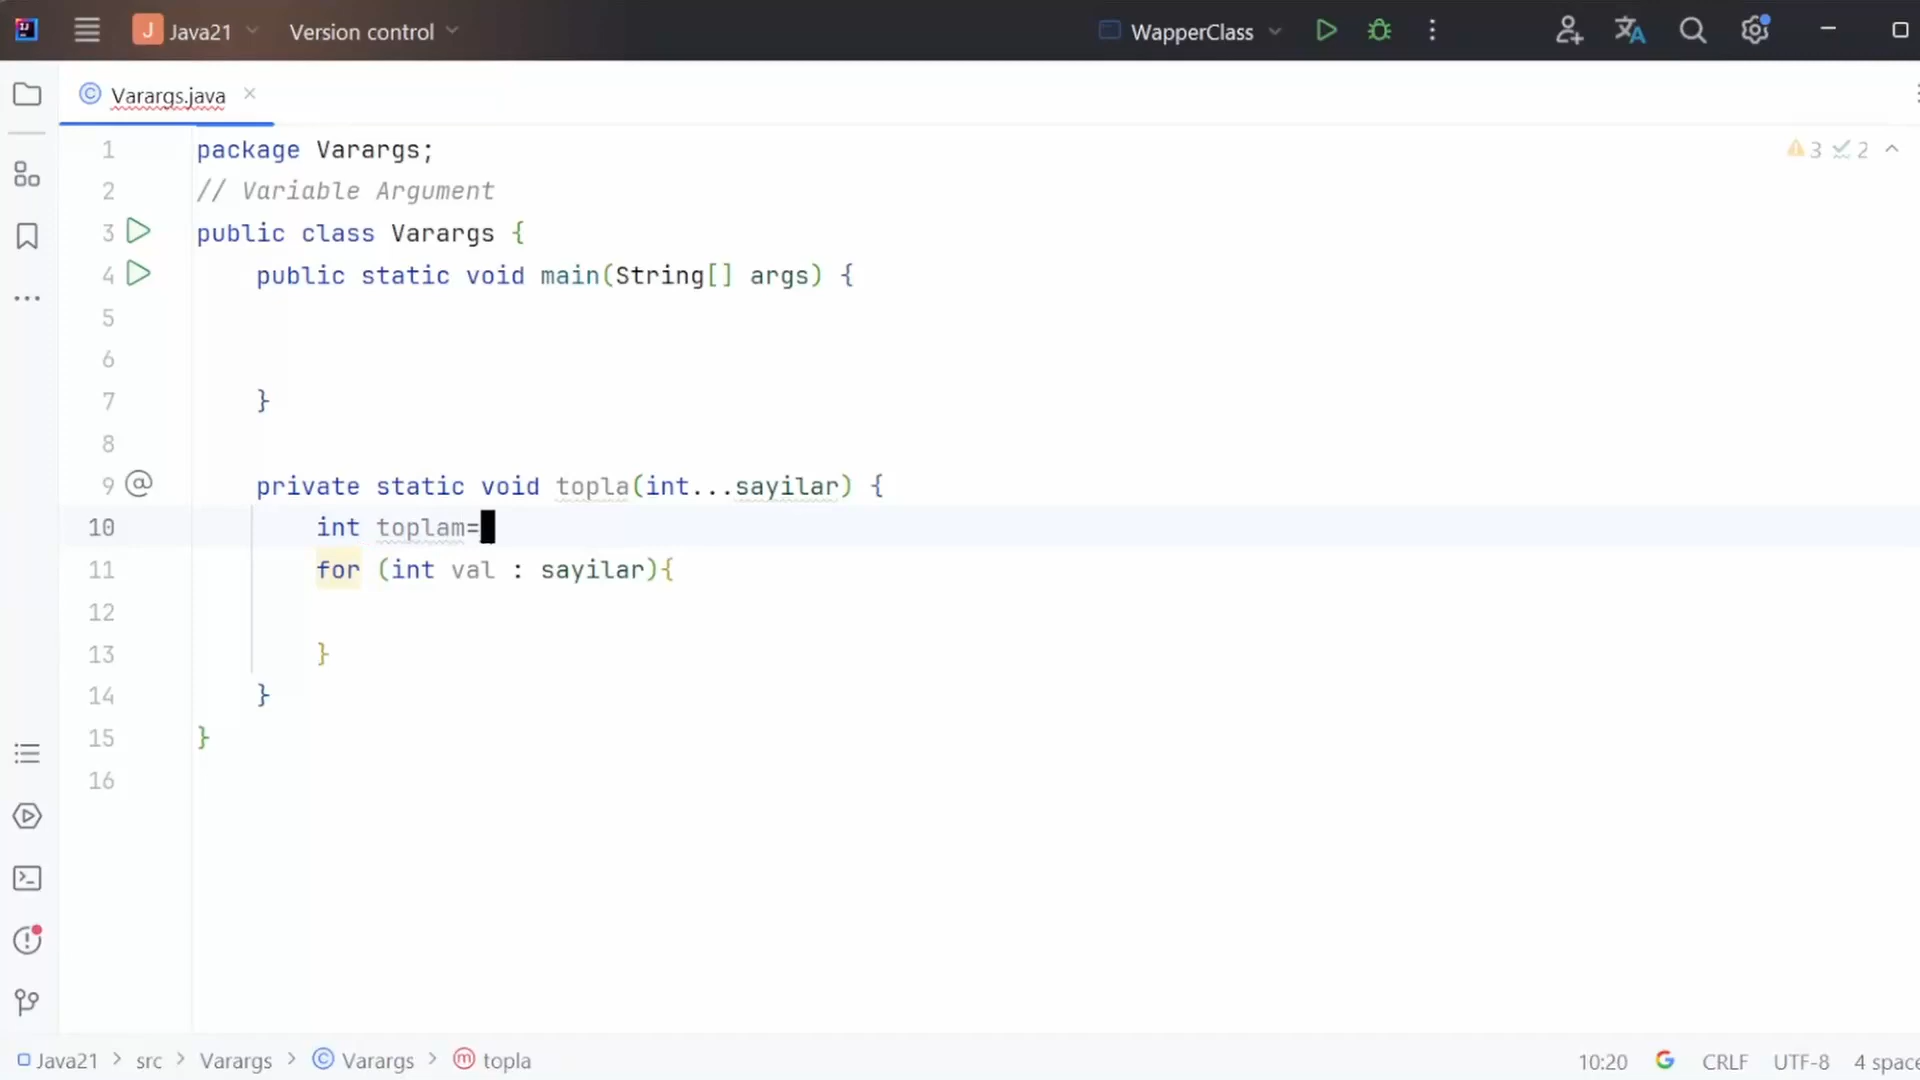 J Java21 Version control WapperClass
Varargs.java
3 2
1 package Varargs;
2 // Variable Argument
3 public class Varargs {
4 public static void main(String[] args) {
5
6
7 }
8
9 @ private static void topla(int...sayilar) {
10 int toplam=
11 for (int val : sayilar){
12
13 }
14 }
15 }
16
Java21 > src > Varargs > Varargs > topla 10:20 CRLF UTF-8